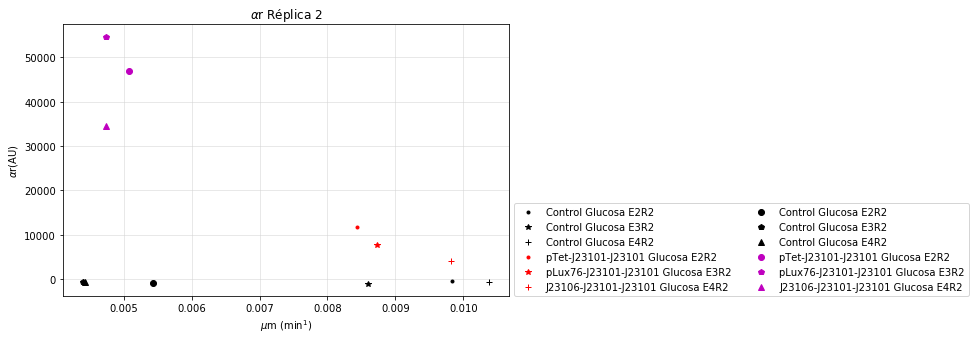 αr Réplica 2
50000
40000
30000
20000
10000
0
αr(AU)
0.005 0.006 0.007 0.008 0.009 0.010
μm (min¹)
Control Glucosa E2R2
Control Glucosa E3R2
Control Glucosa E4R2
pTet-J23101-J23101 Glucosa E2R2
pLux76-J23101-J23101 Glucosa E3R2
J23106-J23101-J23101 Glucosa E4R2
Control Glucosa E2R2
Control Glucosa E3R2
Control Glucosa E4R2
pTet-J23101-J23101 Glucosa E2R2
pLux76-J23101-J23101 Glucosa E3R2
J23106-J23101-J23101 Glucosa E4R2